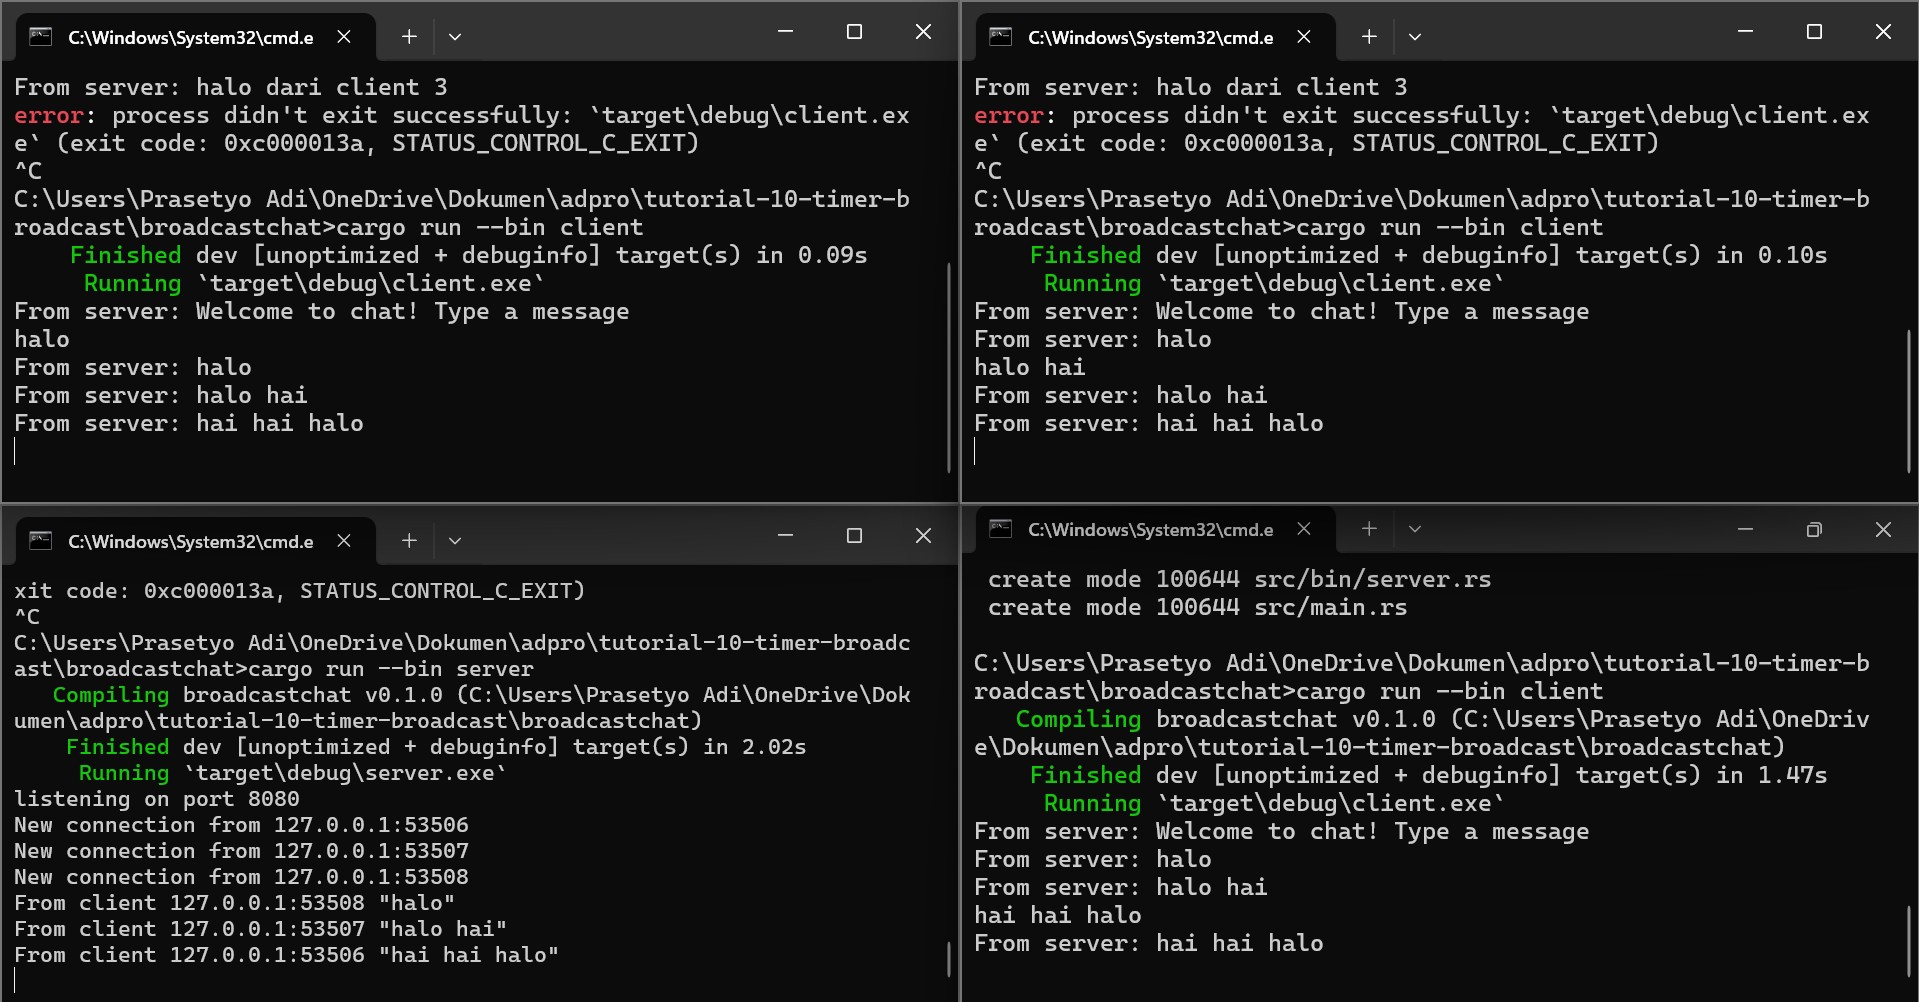 C:\Windows\System32\cmd.e
From server: halo dari client 3
error: process didn't exit successfully: `target\debug\client.ex
e` (exit code: 0xc000013a, STATUS_CONTROL_C_EXIT)
^C
C:\Users\Prasetyo Adi\OneDrive\Dokumen\adpro\tutorial-10-timer-b
roadcast\broadcastchat>cargo run --bin client
Finished dev [unoptimized + debuginfo] target(s) in 0.09s
Running `target\debug\client.exe`
From server: Welcome to chat! Type a message
halo
From server: halo
From server: halo hai
From server: hai hai halo
C:\Windows\System32\cmd.e
From server: halo dari client 3
error: process didn't exit successfully: `target\debug\client.ex
e` (exit code: 0xc000013a, STATUS_CONTROL_C_EXIT)
^C
C:\Users\Prasetyo Adi\OneDrive\Dokumen\adpro\tutorial-10-timer-b
roadcast\broadcastchat>cargo run --bin client
Finished dev [unoptimized + debuginfo] target(s) in 0.10s
Running `target\debug\client.exe`
From server: Welcome to chat! Type a message
From server: halo
halo hai
From server: halo hai
From server: hai hai halo
C:\Windows\System32\cmd.e
xit code: 0xc000013a, STATUS_CONTROL_C_EXIT)
^C
C:\Users\Prasetyo Adi\OneDrive\Dokumen\adpro\tutorial-10-timer-broadc
ast\broadcastchat>cargo run --bin server
Compiling broadcastchat v0.1.0 (C:\Users\Prasetyo Adi\OneDrive\Dok
umen\adpro\tutorial-10-timer-broadcast\broadcastchat)
Finished dev [unoptimized + debuginfo] target(s) in 2.02s
Running `target\debug\server.exe`
listening on port 8080
New connection from 127.0.0.1:53506
New connection from 127.0.0.1:53507
New connection from 127.0.0.1:53508
From client 127.0.0.1:53508 "halo"
From client 127.0.0.1:53507 "halo hai"
From client 127.0.0.1:53506 "hai hai halo"
C:\Windows\System32\cmd.e
create mode 100644 src/bin/server.rs
create mode 100644 src/main.rs
C:\Users\Prasetyo Adi\OneDrive\Dokumen\adpro\tutorial-10-timer-b
roadcast\broadcastchat>cargo run --bin client
Compiling broadcastchat v0.1.0 (C:\Users\Prasetyo Adi\OneDriv
e\Dokumen\adpro\tutorial-10-timer-broadcast\broadcastchat)
Finished dev [unoptimized + debuginfo] target(s) in 1.47s
Running `target\debug\client.exe`
From server: Welcome to chat! Type a message
From server: halo
From server: halo hai
hai hai halo
From server: hai hai halo